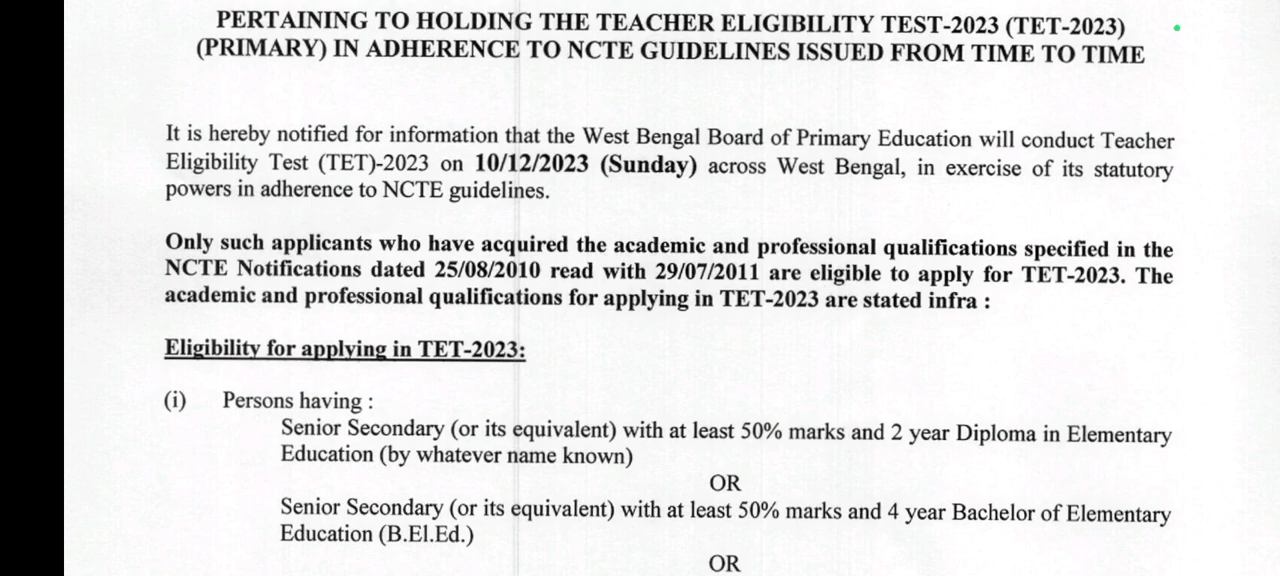 PERTAINING TO HOLDING THE TEACHER ELIGIBILITY TEST-2023 (TET-2023)
(PRIMARY) IN ADHERENCE TO NCTE GUIDELINES ISSUED FROM TIME TO TIME
It is hereby notified for information that the West Bengal Board of Primary Education will conduct Teacher
Eligibility Test (TET)-2023 on 10/12/2023 (Sunday) across West Bengal, in exercise of its statutory
powers in adherence to NCTE guidelines.
Only such applicants who have acquired the academic and professional qualifications specified in the
NCTE Notifications dated 25/08/2010 read with 29/07/2011 are eligible to apply for TET-2023. The
academic and professional qualifications for applying in TET-2023 are stated infra :
Eligibility for applying in TET-2023:
(i) Persons having :
Senior Secondary (or its equivalent) with at least 50% marks and 2 year Diploma in Elementary
Education (by whatever name known)
OR
Senior Secondary (or its equivalent) with at least 50% marks and 4 year Bachelor of Elementary
Education (B.El.Ed.)
OR